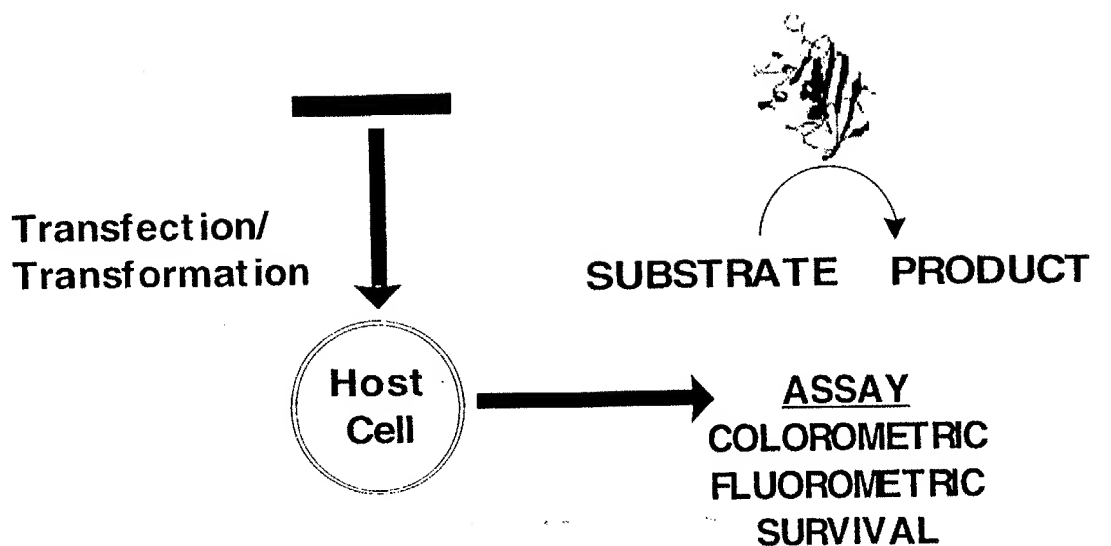 Transfection/
Transformation
SUBSTRATE PRODUCT
Host
Cell
ASSAY
COLOROMETRIC
FLUOROMETRIC
SURVIVAL